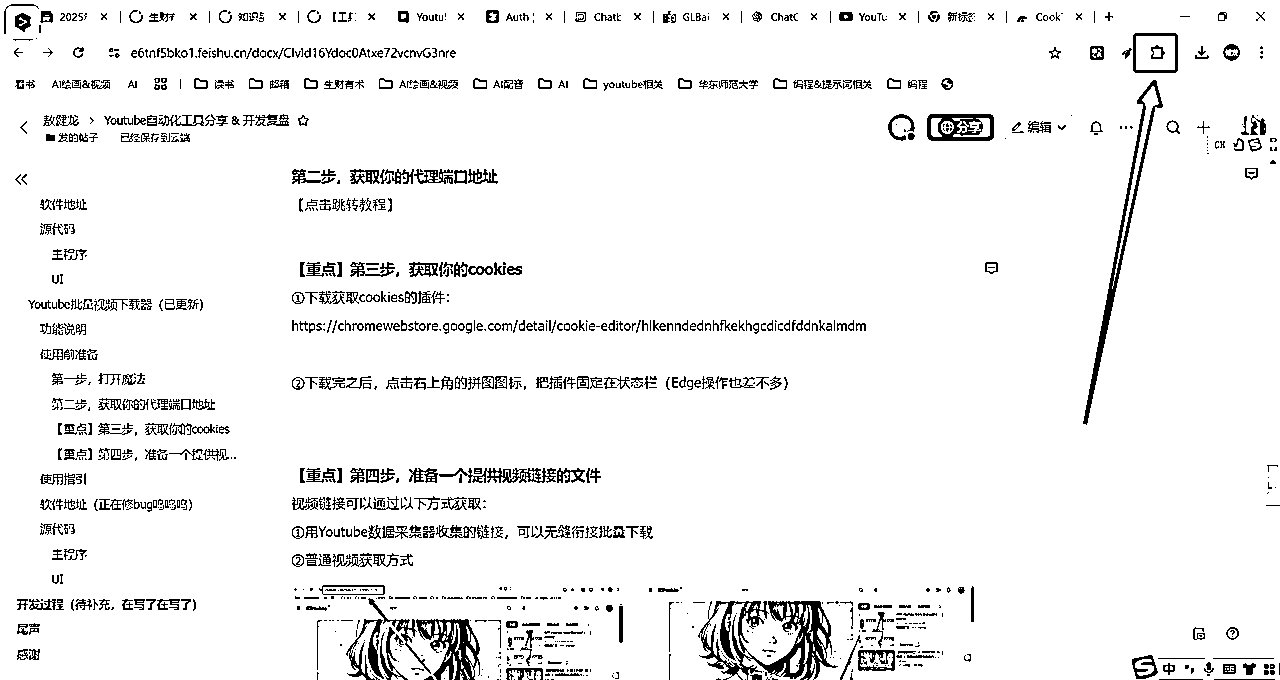 2025年 生财有 知识星 【工具 Youtu! Auth ChatG GLBai ChatG YouTu 新标签 Cook
e6tnf5bko1.feishu.cn/docx/Clvld16Ydoc0Atxe72vcnvG3nre
AI绘画&视频 AI 读书 邮箱 生财有术 AI绘画&视频 AI配音 AI youtube相关 华东师范大学 编程&提示词相关 编程
敖健龙 > Youtube自动化工具分享 & 开发复盘
发的帖子 已经保存到云端
分享 编辑
第二步，获取你的代理端口地址
【点击跳转教程】
【重点】第三步，获取你的cookies
①下载获取cookies的插件：
https://chromewebstore.google.com/detail/cookie-editor/hlkenndednhfkekhgcdicdfddnkalmdm
②下载完之后，点击右上角的拼图图标，把插件固定在状态栏（Edge操作也差不多）
【重点】第四步，准备一个提供视频链接的文件
视频链接可以通过以下方式获取：
①用Youtube数据采集器收集的链接，可以无缝衔接批量下载
②普通视频获取方式
软件地址
源代码
主程序
UI
Youtube批量视频下载器（已更新）
功能说明
使用前准备
第一步，打开魔法
第二步，获取你的代理端口地址
【重点】第三步，获取你的cookies
【重点】第四步，准备一个提供视...
使用指引
软件地址（正在修bug呜呜呜）
源代码
主程序
UI
开发过程（待补充，在写了在写了）
尾声
感谢
中